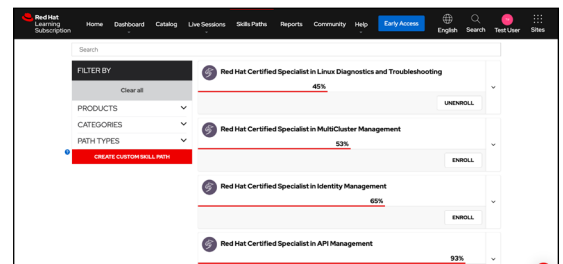 Red Hat
Learning
Subscription
Home Dashboard Catalog Live Sessions Skills Paths Reports Community Help Early Access English Search Test User Sites
Search
FILTER BY
Clear all
PRODUCTS
CATEGORIES
PATH TYPES
CREATE CUSTOM SKILL PATH
Red Hat Certified Specialist in Linux Diagnostics and Troubleshooting
45%
UNENROLL
Red Hat Certified Specialist in MultiCluster Management
53%
ENROLL
Red Hat Certified Specialist in Identity Management
65%
ENROLL
Red Hat Certified Specialist in API Management
93%